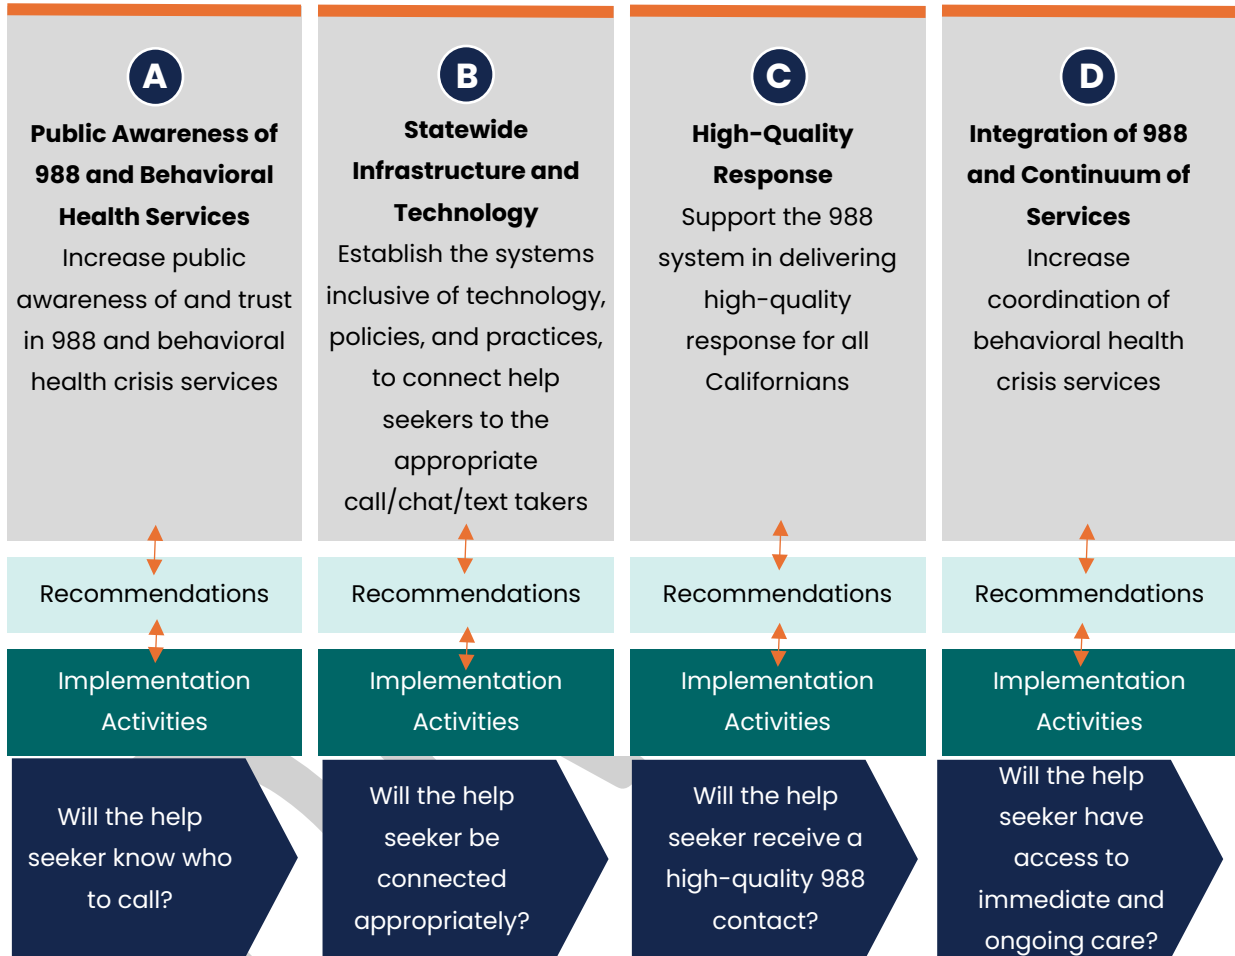 A
Public Awareness of
988 and Behavioral
Health Services
Increase public
awareness of and trust
in 988 and behavioral
health crisis services
Recommendations
Implementation
Activities
Will the help
seeker know who
to call?
B
Statewide
Infrastructure and
Technology
Establish the systems
inclusive of technology,
policies, and practices,
to connect help
seekers to the
appropriate
call/chat/text takers
Recommendations
Implementation
Activities
Will the help
seeker be
connected
appropriately?
C
High-Quality
Response
Support the 988
system in delivering
high-quality
response for all
Californians
Recommendations
Implementation
Activities
Will the help
seeker receive a
high-quality 988
contact?
D
Integration of 988
and Continuum of
Services
Increase
coordination of
behavioral health
crisis services
Recommendations
Implementation
Activities
Will the help
seeker have
access to
immediate and
ongoing care?